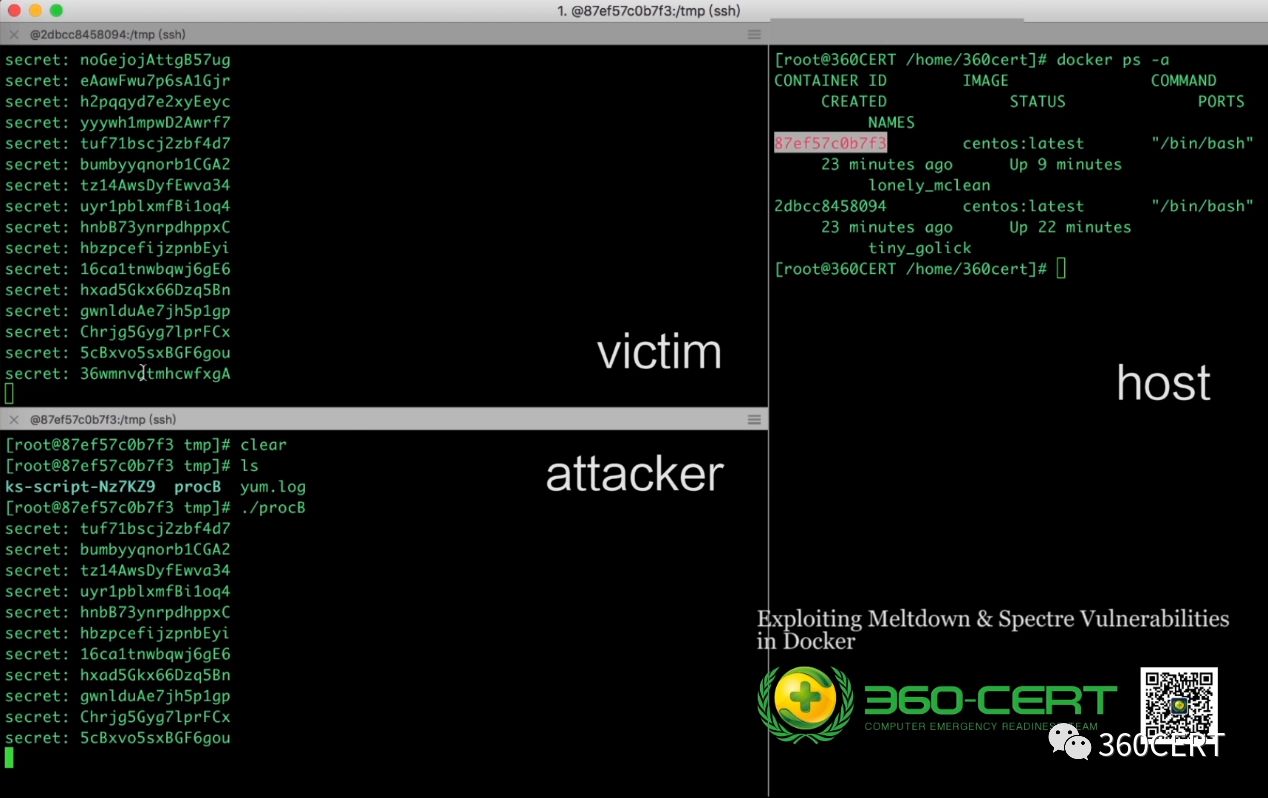 1. @87ef57c0b7f3:/tmp (ssh)
@2dbcc8458094:/tmp (ssh)
secret: noGejojAttgB57ug
secret: eAawFwu7p6sA1Gjr
secret: h2pqqyd7e2xyEeyc
secret: yyywh1mpwD2Awrf7
secret: tuf71bscj2zbf4d7
secret: bumbyyqnorb1CGA2
secret: tz14AwsDyfEwva34
secret: uyr1pblxmfBi1oq4
secret: hnbB73ynrpdhppxC
secret: hbzpcefijzpnbEyi
secret: 16ca1tnwbqwj6gE6
secret: hxad5Gkx66Dzq5Bn
secret: gwnlduAe7jh5p1gp
secret: Chrjg5Gyg7lprFCx
secret: 5cBxvo5sxBGF6gou
secret: 36wmnvdtmhcwfxgA
victim
@87ef57c0b7f3:/tmp (ssh)
[root@87ef57c0b7f3 tmp]# clear
[root@87ef57c0b7f3 tmp]# ls
ks-script-Nz7KZ9 procB yum.log
[root@87ef57c0b7f3 tmp]# ./procB
secret: tuf71bscj2zbf4d7
secret: bumbyyqnorb1CGA2
secret: tz14AwsDyfEwva34
secret: uyr1pblxmfBi1oq4
secret: hnbB73ynrpdhppxC
secret: hbzpcefijzpnbEyi
secret: 16ca1tnwbqwj6gE6
secret: hxad5Gkx66Dzq5Bn
secret: gwnlduAe7jh5p1gp
secret: Chrjg5Gyg7lprFCx
secret: 5cBxvo5sxBGF6gou
attacker
[root@360CERT /home/360cert]# docker ps -a
CONTAINER ID IMAGE COMMAND
CREATED STATUS PORTS
NAMES
87ef57c0b7f3 centos:latest "/bin/bash"
23 minutes ago Up 9 minutes
lonely_mclean
2dbcc8458094 centos:latest "/bin/bash"
23 minutes ago Up 22 minutes
tiny_golick
[root@360CERT /home/360cert]#
host
Exploiting Meltdown & Spectre Vulnerabilities
in Docker
360-CERT
COMPUTER EMERGENCY READINESS TEAM
360CERT